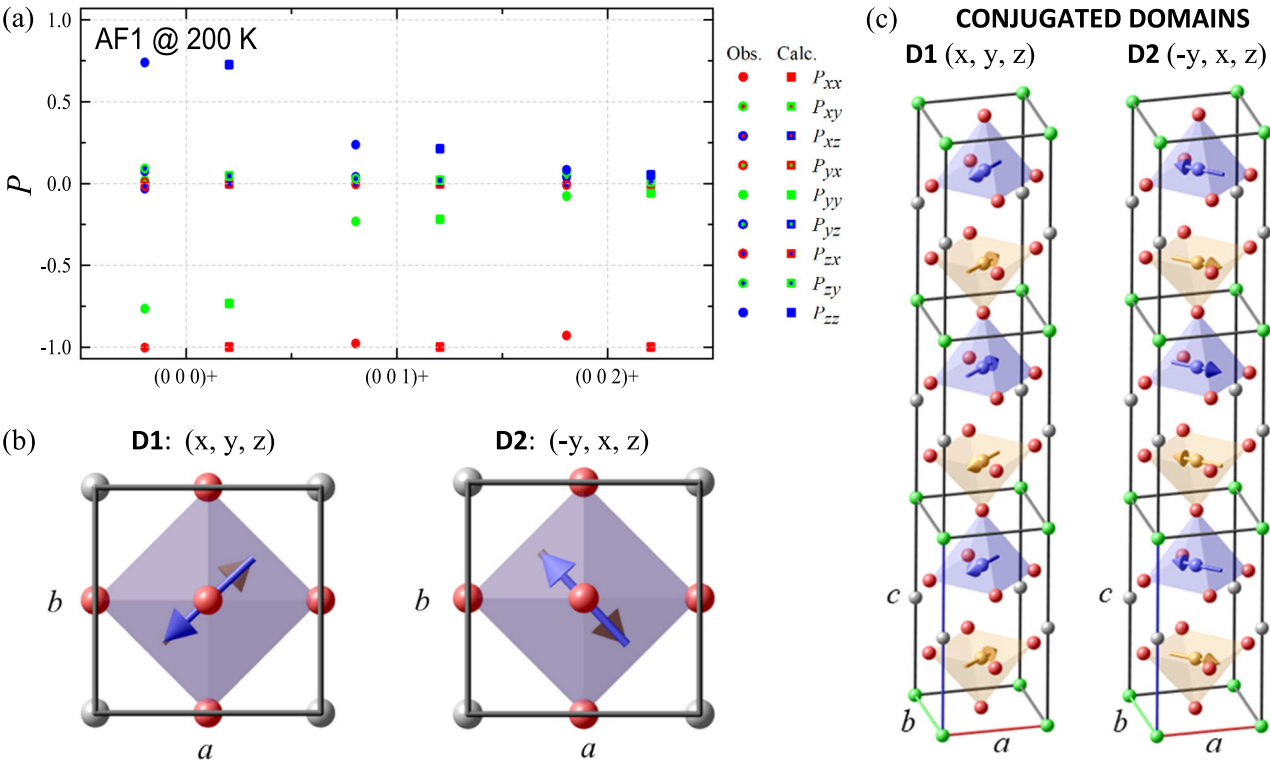 (a)
AF1 @ 200 K
1.0
0.5
0.0
-0.5
-1.0
P
(0 0 0)+ (0 0 1)+ (0 0 2)+
Obs. Calc.
Pxx
Pxy
Pxz
Pyx
Pyy
Pyz
Pzx
Pzy
Pzz
(b)
D1: (x, y, z) D2: (-y, x, z)
b b
a a
(c) CONJUGATED DOMAINS
D1 (x, y, z) D2 (-y, x, z)
c c
b a b a